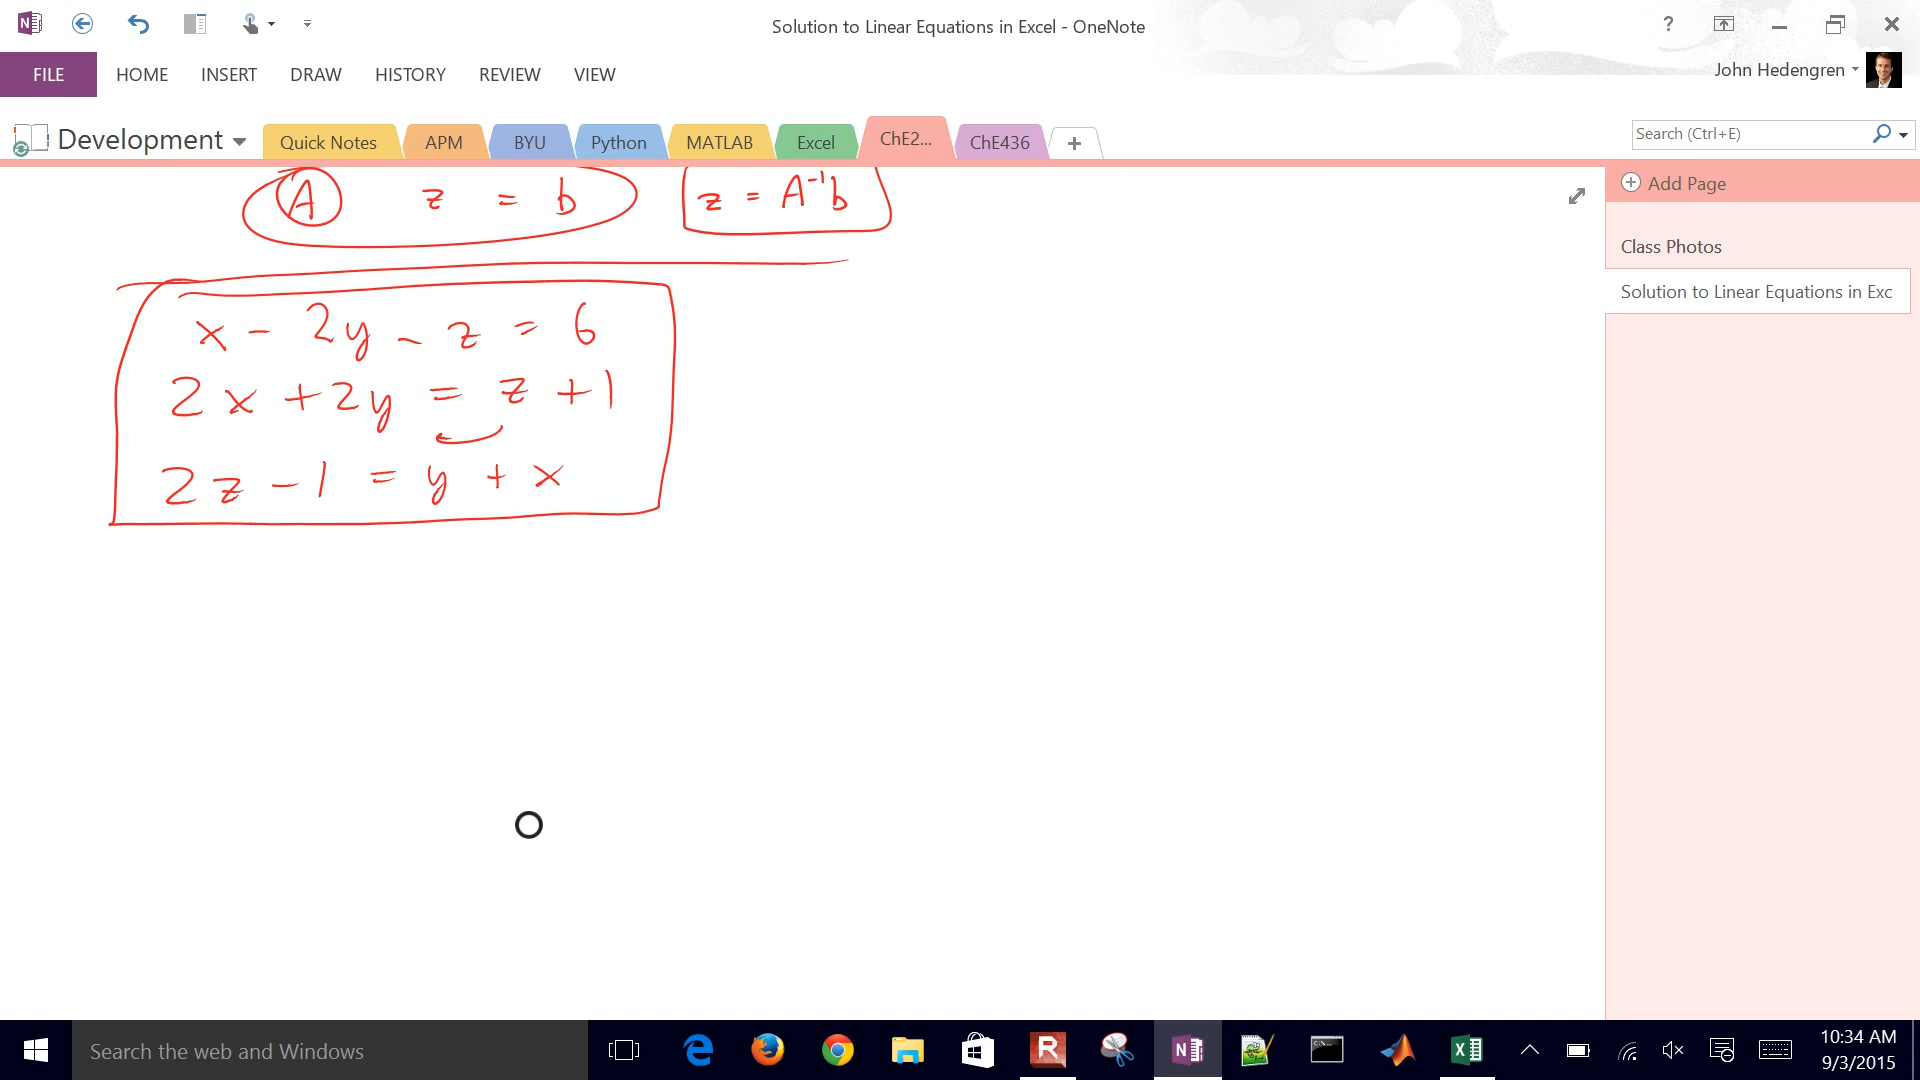 Solution to Linear Equations in Excel - OneNote
?
FILE HOME INSERT DRAW HISTORY REVIEW VIEW
John Hedengren
Development
Quick Notes APM BYU Python MATLAB Excel ChE2... ChE436 +
Search (Ctrl+E)
A z = b z = A⁻¹b
Add Page
Class Photos
Solution to Linear Equations in Exc
x - 2y - z = 6
2x + 2y = z + 1
2z - 1 = y + x
Search the web and Windows
10:34 AM
9/3/2015